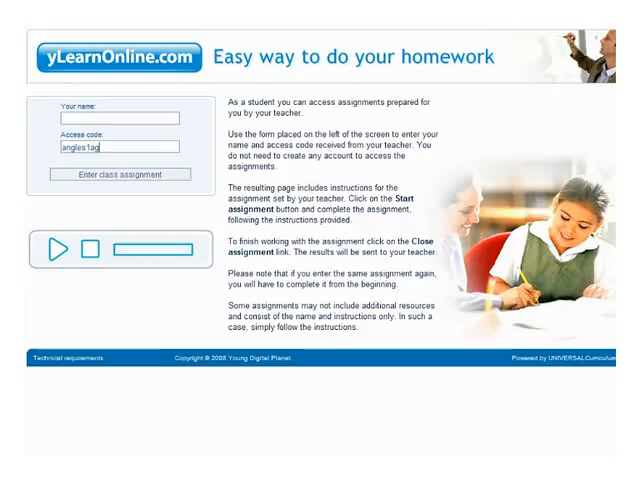 yLearnOnline.com
Easy way to do your homework
Your name:
Access code:
angles1ag
Enter class assignment
As a student you can access assignments prepared for
you by your teacher.
Use the form placed on the left of the screen to enter your
name and access code received from your teacher. You
do not need to create any account to access the
assignments.
The resulting page includes instructions for the
assignment set by your teacher. Click on the Start
assignment button and complete the assignment,
following the instructions provided.
To finish working with the assignment click on the Close
assignment link. The results will be sent to your teacher.
Please note that if you enter the same assignment again,
you will have to complete it from the beginning.
Some assignments may not include additional resources
and consist of the name and instructions only. In such a
case, simply follow the instructions.
Technical requirements
Copyright © 2008 Young Digital Planet
Powered by UNIVERSALCurriculum